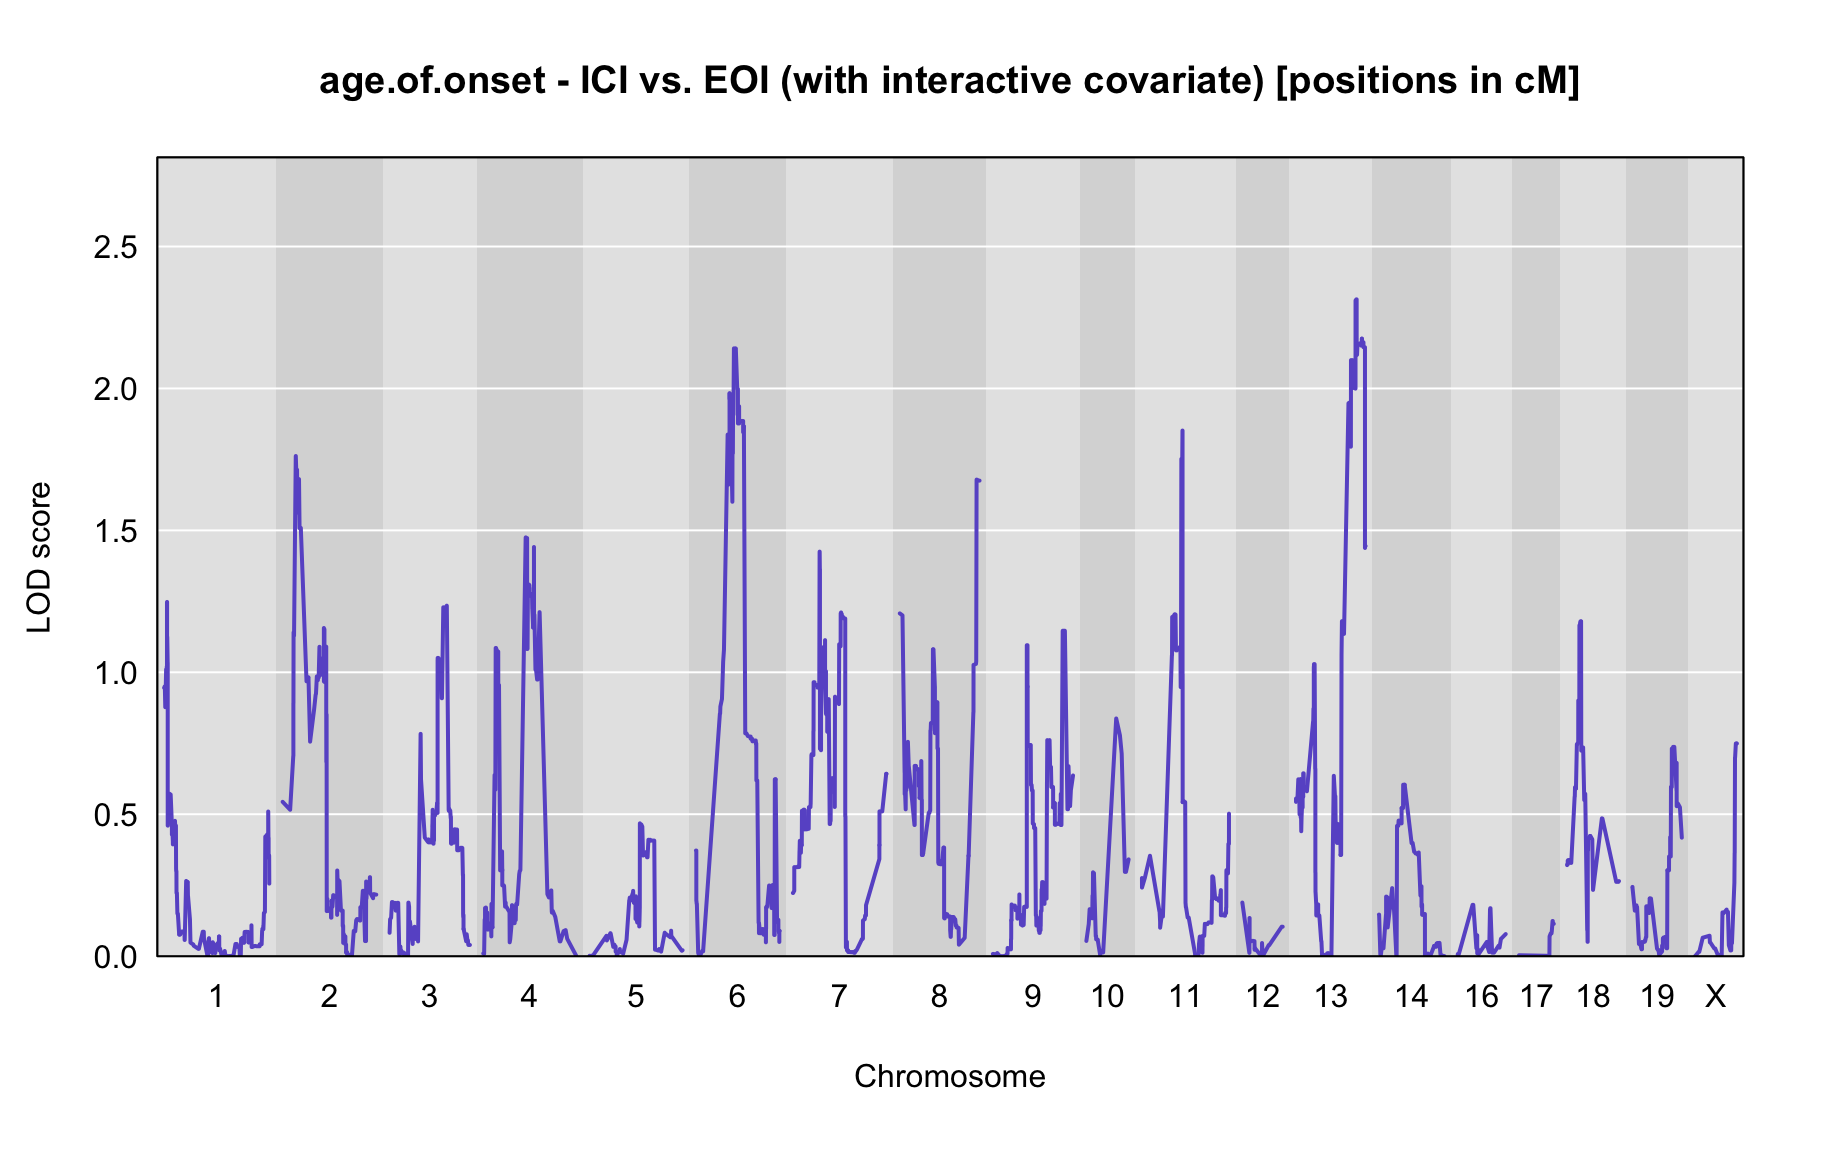 age.of.onset - ICI vs. EOI (with interactive covariate) [positions in cM]
LOD score
2.5
2.0
1.5
1.0
0.5
0.0
1 2 3 4 5 6 7 8 9 10 11 12 13 14 16 17 18 19 X
Chromosome